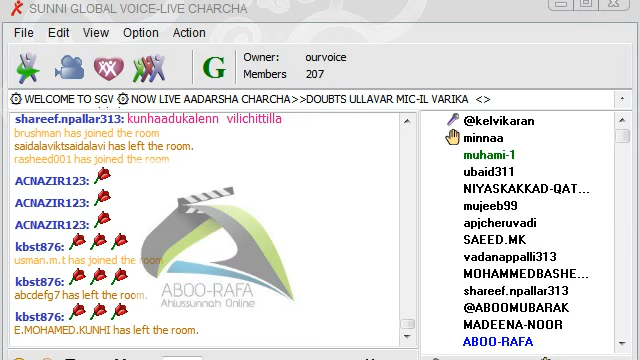 SUNNI GLOBAL VOICE-LIVE CHARCHA
File Edit View Option Action
G
Owner: ourvoice
Members 207
WELCOME TO SGV NOW LIVE AADARSHA CHARCHA>>DOUBTS ULLAVAR MIC-IL VARIKA <>
shareef.npallar313: kunhaadukalenn vilichittilla
brushman has joined the room
saidalaviktsaidalavi has left the room.
rasheed001 has joined the room
ACNAZIR123:
ACNAZIR123:
ACNAZIR123:
kbst876:
usman.m.t has joined the room
kbst876:
abcdefg7 has left the room.
kbst876:
E.MOHAMED.KUNHI has left the room.
ABOO-RAFA
Ahlussunnah Online
@kelvikaran
minnaa
muhami-1
ubaid311
NIYASKAKKAD-QAT...
mujeeb99
apjcheruvadi
SAEED.MK
vadanappalli313
MOHAMMEDBASHE...
shareef.npallar313
@ABOOMUBARAK
MADEENA-NOOR
ABOO-RAFA